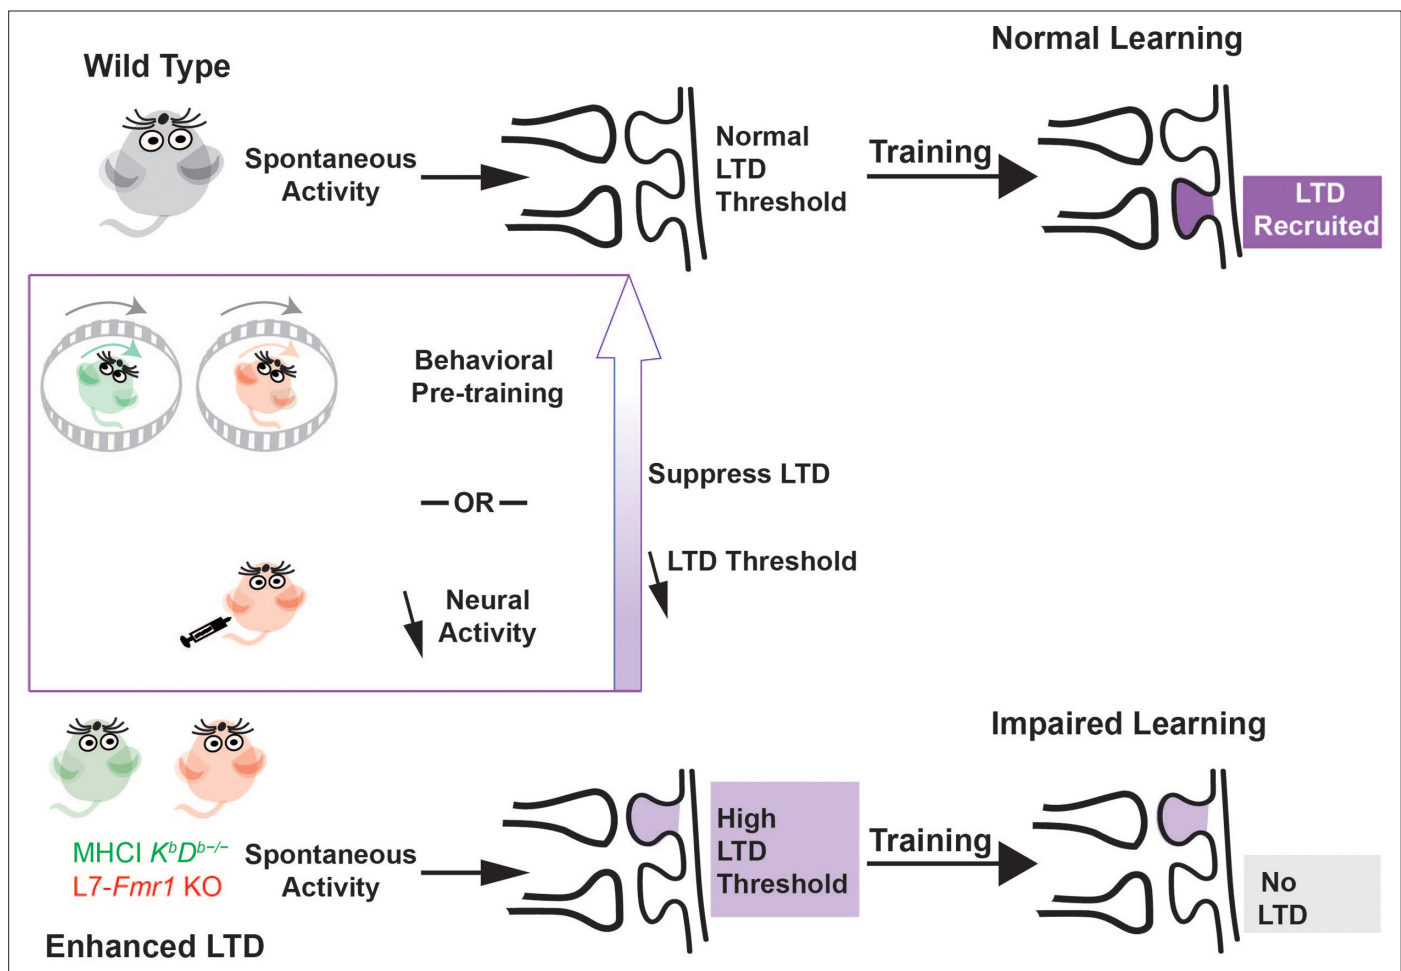 Wild Type
Spontaneous
Activity
Normal
LTD
Threshold
Training
Normal Learning
LTD
Recruited
Behavioral
Pre-training
— OR —
Neural
Activity
Suppress LTD
LTD Threshold
MHCI KᵇDᵇ⁻/⁻
L7-Fmr1 KO
Enhanced LTD
Spontaneous
Activity
High
LTD
Threshold
Training
Impaired Learning
No
LTD